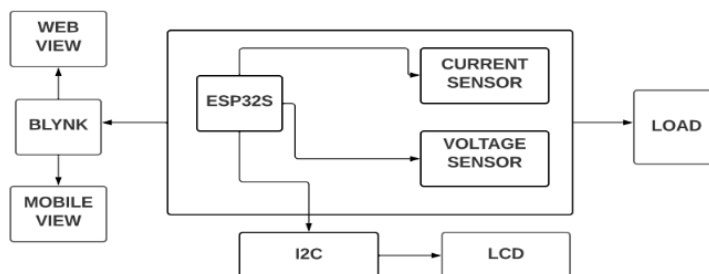 WEB
VIEW
BLYNK
MOBILE
VIEW
ESP32S
CURRENT
SENSOR
VOLTAGE
SENSOR
LOAD
I2C
LCD